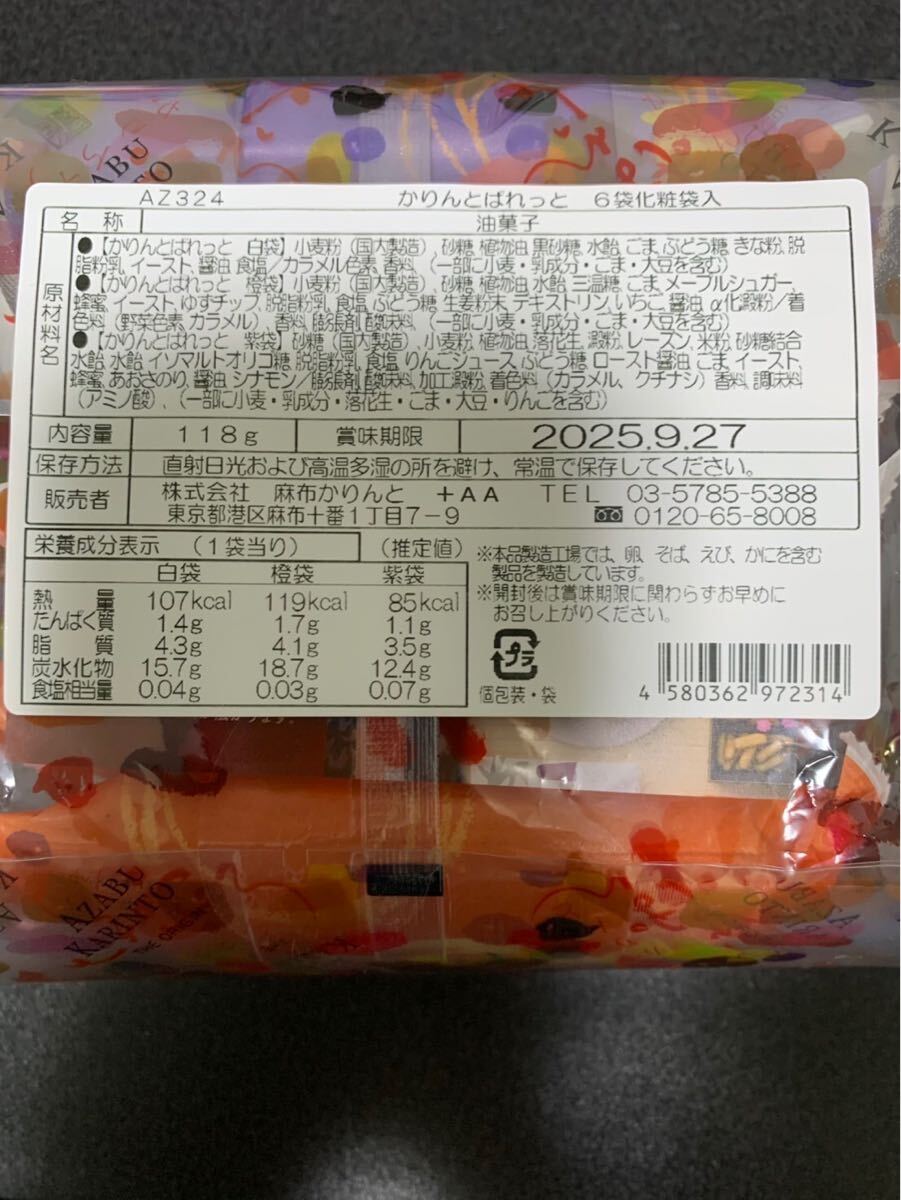 AZABU
KARINTO
AZ324 かりんとぱれっと 6袋化粧袋入
名称 油菓子
原材料名
●【かりんとぱれっと 白袋】小麦粉（国内製造）、砂糖、植物油、黒砂糖、水飴、ごま、ぶどう糖、きな粉、脱
脂粉乳、イースト、醤油、食塩／カラメル色素、香料、（一部に小麦・乳成分・ごま・大豆を含む）
●【かりんとぱれっと 橙袋】小麦粉（国内製造）、砂糖、植物油、水飴、三温糖、ごま、メープルシュガー、
蜂蜜、イースト、ゆずチップ、脱脂粉乳、食塩、ぶどう糖、生姜粉末、デキストリン、いちご、醤油、α化澱粉／着
色料（野菜色素、カラメル）、香料、膨脹剤、酸味料、（一部に小麦・乳成分・ごま・大豆を含む）
●【かりんとぱれっと 紫袋】砂糖（国内製造）、小麦粉、植物油、落花生、澱粉、レーズン、米粉、砂糖結合
水飴、水飴、イソマルトオリゴ糖、脱脂粉乳、食塩、りんごジュース、ぶどう糖、ロースト醤油、ごま、イースト、
蜂蜜、あおさのり、醤油、シナモン／膨脹剤、酸味料、加工澱粉、着色料（カラメル、クチナシ）、香料、調味料
（アミノ酸）、（一部に小麦・乳成分・落花生・ごま・大豆・りんごを含む）
内容量 118g 賞味期限 2025.9.27
保存方法 直射日光および高温多湿の所を避け、常温で保存してください。
販売者 株式会社 麻布かりんと +AA TEL 03-5785-5388
東京都港区麻布十番1丁目7-9 0120-65-8008
栄養成分表示（1袋当り）（推定値）
白袋 橙袋 紫袋
熱量 107kcal 119kcal 85kcal
たんぱく質 1.4g 1.7g 1.1g
脂質 4.3g 4.1g 3.5g
炭水化物 15.7g 18.7g 12.4g
食塩相当量 0.04g 0.03g 0.07g
※本品製造工場では、卵、そば、えび、かにを含む
製品を製造しています。
※開封後は賞味期限に関わらずお早めに
お召し上がりください。
プラ
個包装・袋
4 580362 972314
AZABU
KARINTO
THE ORIGINAL